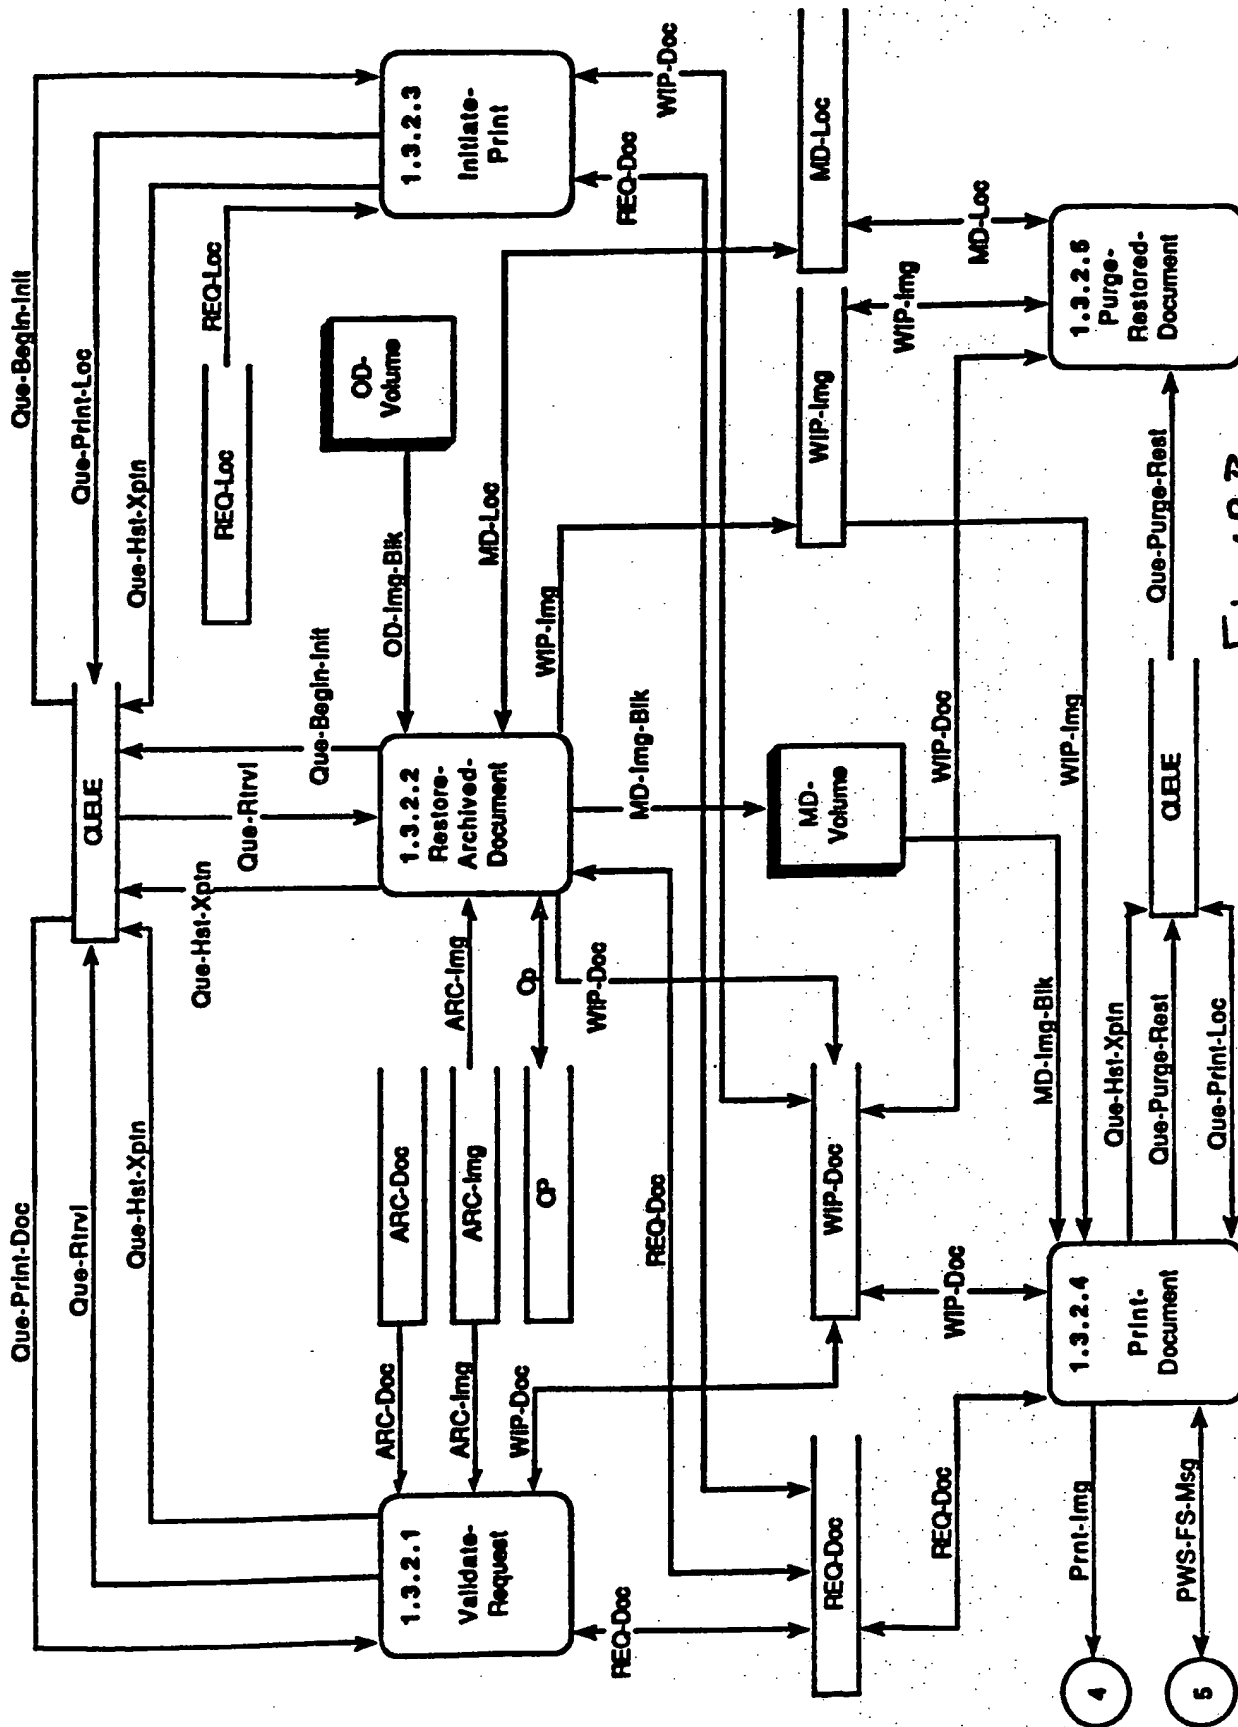 Que-Print-Doc
Que-Begin-Init
Que-Rtrvl
Que-Print-Loc
Que-Hst-Xptn
QUEUE
Que-Hst-Xptn
Que-Hst-Xptn
Que-Rtrvl
Que-Begin-Init
REQ-Loc
REQ-Loc
1.3.2.1
Validate-
Request
ARC-Doc
ARC-Img
WIP-Doc
ARC-Doc
ARC-Img
CP
ARC-Img
CP
1.3.2.2
Restore-
Archived-
Document
OD-Img-Blk
OD-
Volume
MD-Loc
1.3.2.3
Initiate-
Print
REQ-Doc
REQ-Doc
WIP-Doc
MD-Img-Blk
WIP-Img
REQ-Doc
WIP-Doc
REQ-Doc
WIP-Doc
MD-
Volume
WIP-Img
MD-Loc
REQ-Doc
WIP-Doc
WIP-Doc
WIP-Img
MD-Loc
Prnt-Img
MD-Img-Blk
WIP-Img
4
1.3.2.4
Print-
Document
Que-Hst-Xptn
Que-Purge-Rest
Que-Print-Loc
QUEUE
Que-Purge-Rest
1.3.2.5
Purge-
Restored-
Document
PWS-FS-Msg
5